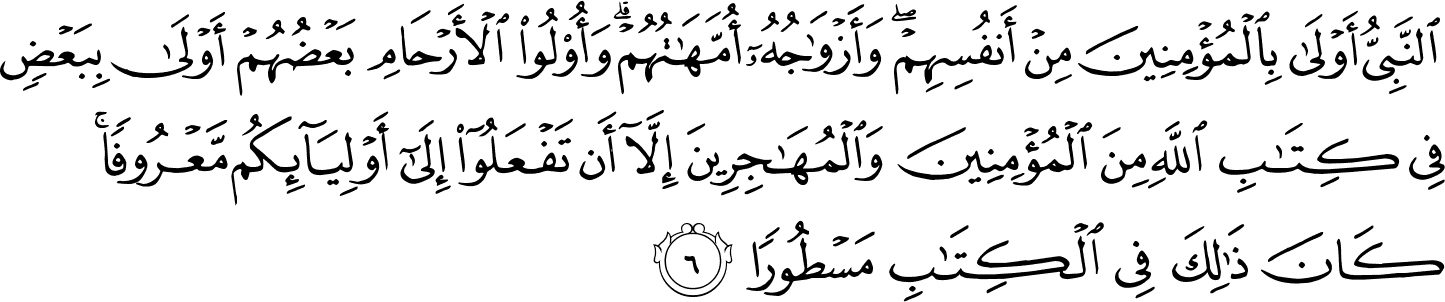 ٱلنَّبِىُّ أَوْلَىٰ بِٱلْمُؤْمِنِينَ مِنْ أَنفُسِهِمْ ۖ وَأَزْوَٰجُهُۥٓ أُمَّهَـٰتُهُمْ ۗ وَأُو۟لُوا۟ ٱلْأَرْحَامِ بَعْضُهُمْ أَوْلَىٰ بِبَعْضٍ
فِى كِتَـٰبِ ٱللَّهِ مِنَ ٱلْمُؤْمِنِينَ وَٱلْمُهَـٰجِرِينَ إِلَّآ أَن تَفْعَلُوٓا۟ إِلَىٰٓ أَوْلِيَآئِكُم مَّعْرُوفًا ۚ
كَانَ ذَٰلِكَ فِى ٱلْكِتَـٰبِ مَسْطُورًا ٦